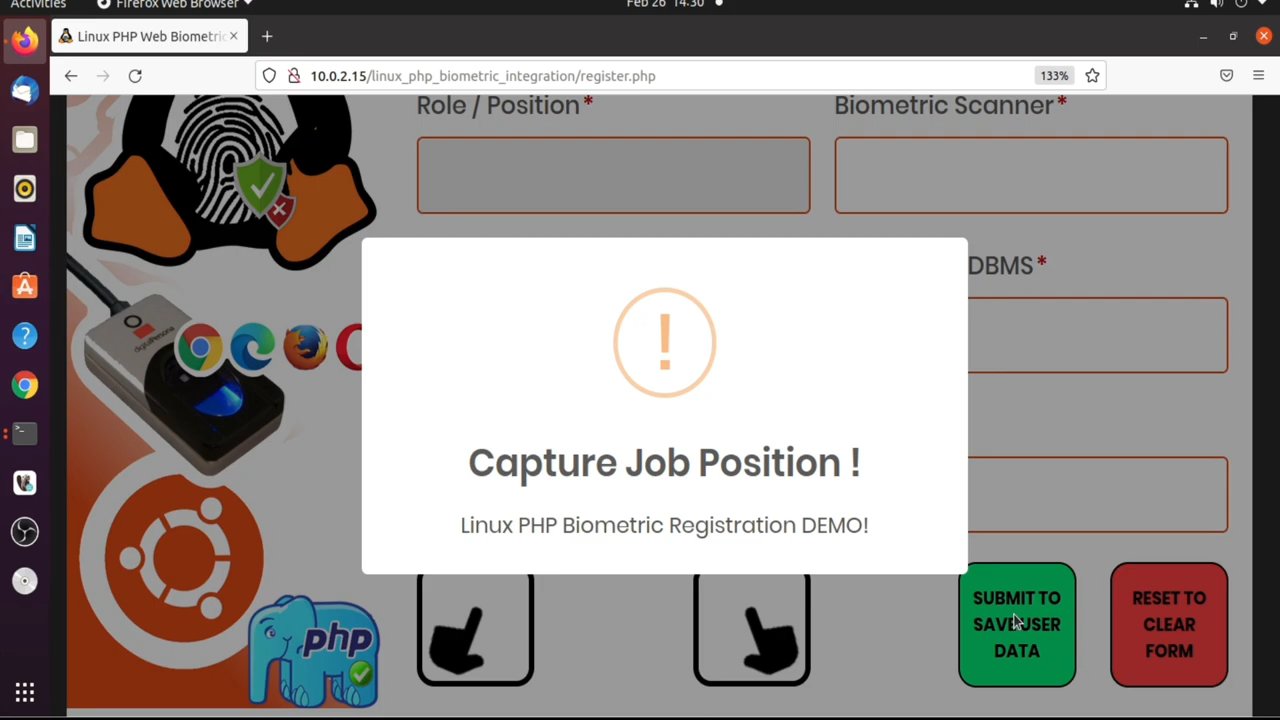 Activities
Firefox Web Browser
Feb 26 14:30
Linux PHP Web Biometric
10.0.2.15/linux_php_biometric_integration/register.php
133%
Role / Position*
Biometric Scanner*
DBMS*
digitalPersona
Capture Job Position !
Linux PHP Biometric Registration DEMO!
php
SUBMIT TO
SAVE USER
DATA
RESET TO
CLEAR
FORM